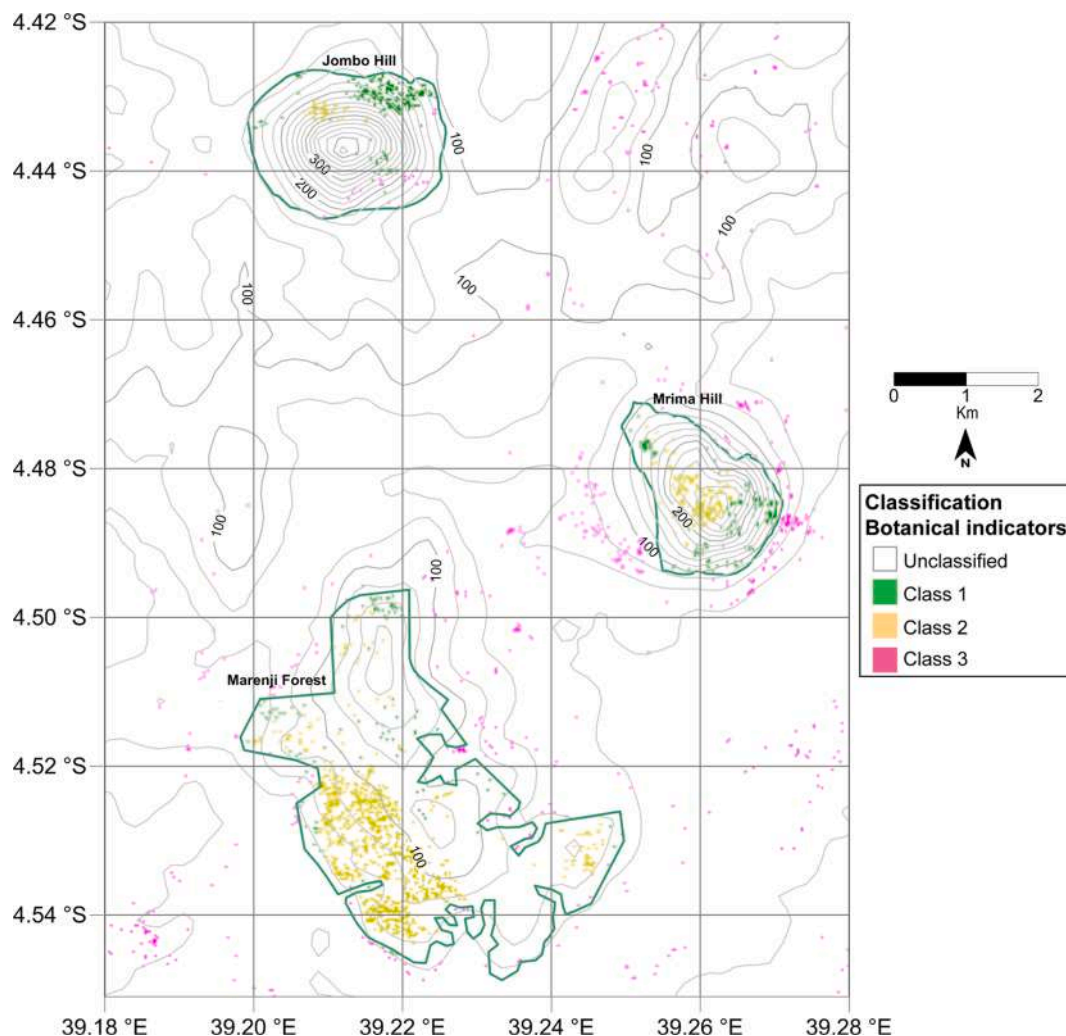 4.42 °S
Jombo Hill
100
100
100
300
4.44 °S
200
100
100
100
4.46 °S
0 1 2
Km
Mrima Hill
N
4.48 °S
100
200
100
100
Classification
Botanical indicators
Unclassified
Class 1
Class 2
Class 3
4.50 °S
Marenji Forest
4.52 °S
100
4.54 °S
39.18 °E 39.20 °E 39.22 °E 39.24 °E 39.26 °E 39.28 °E